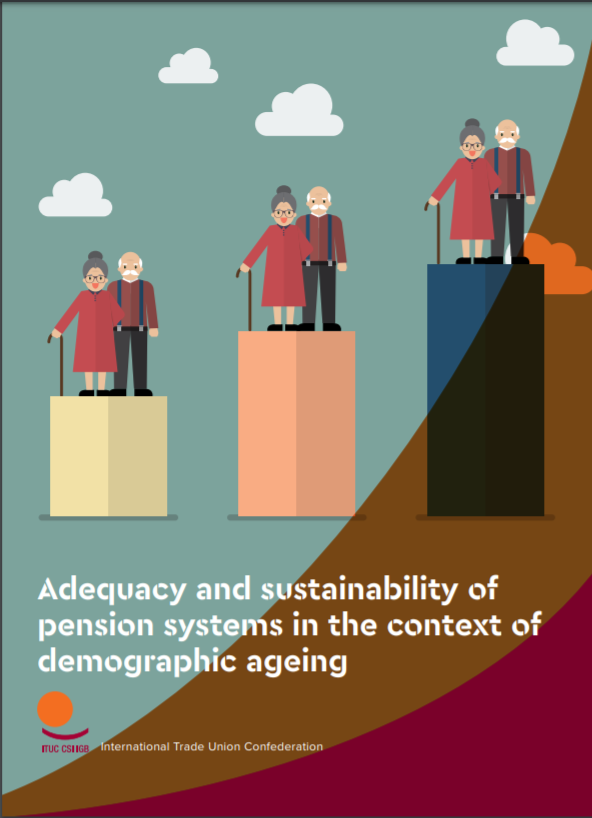 Adequacy and sustainability of
pension systems in the context of
demographic ageing
ITUC CSI IGB
International Trade Union Confederation